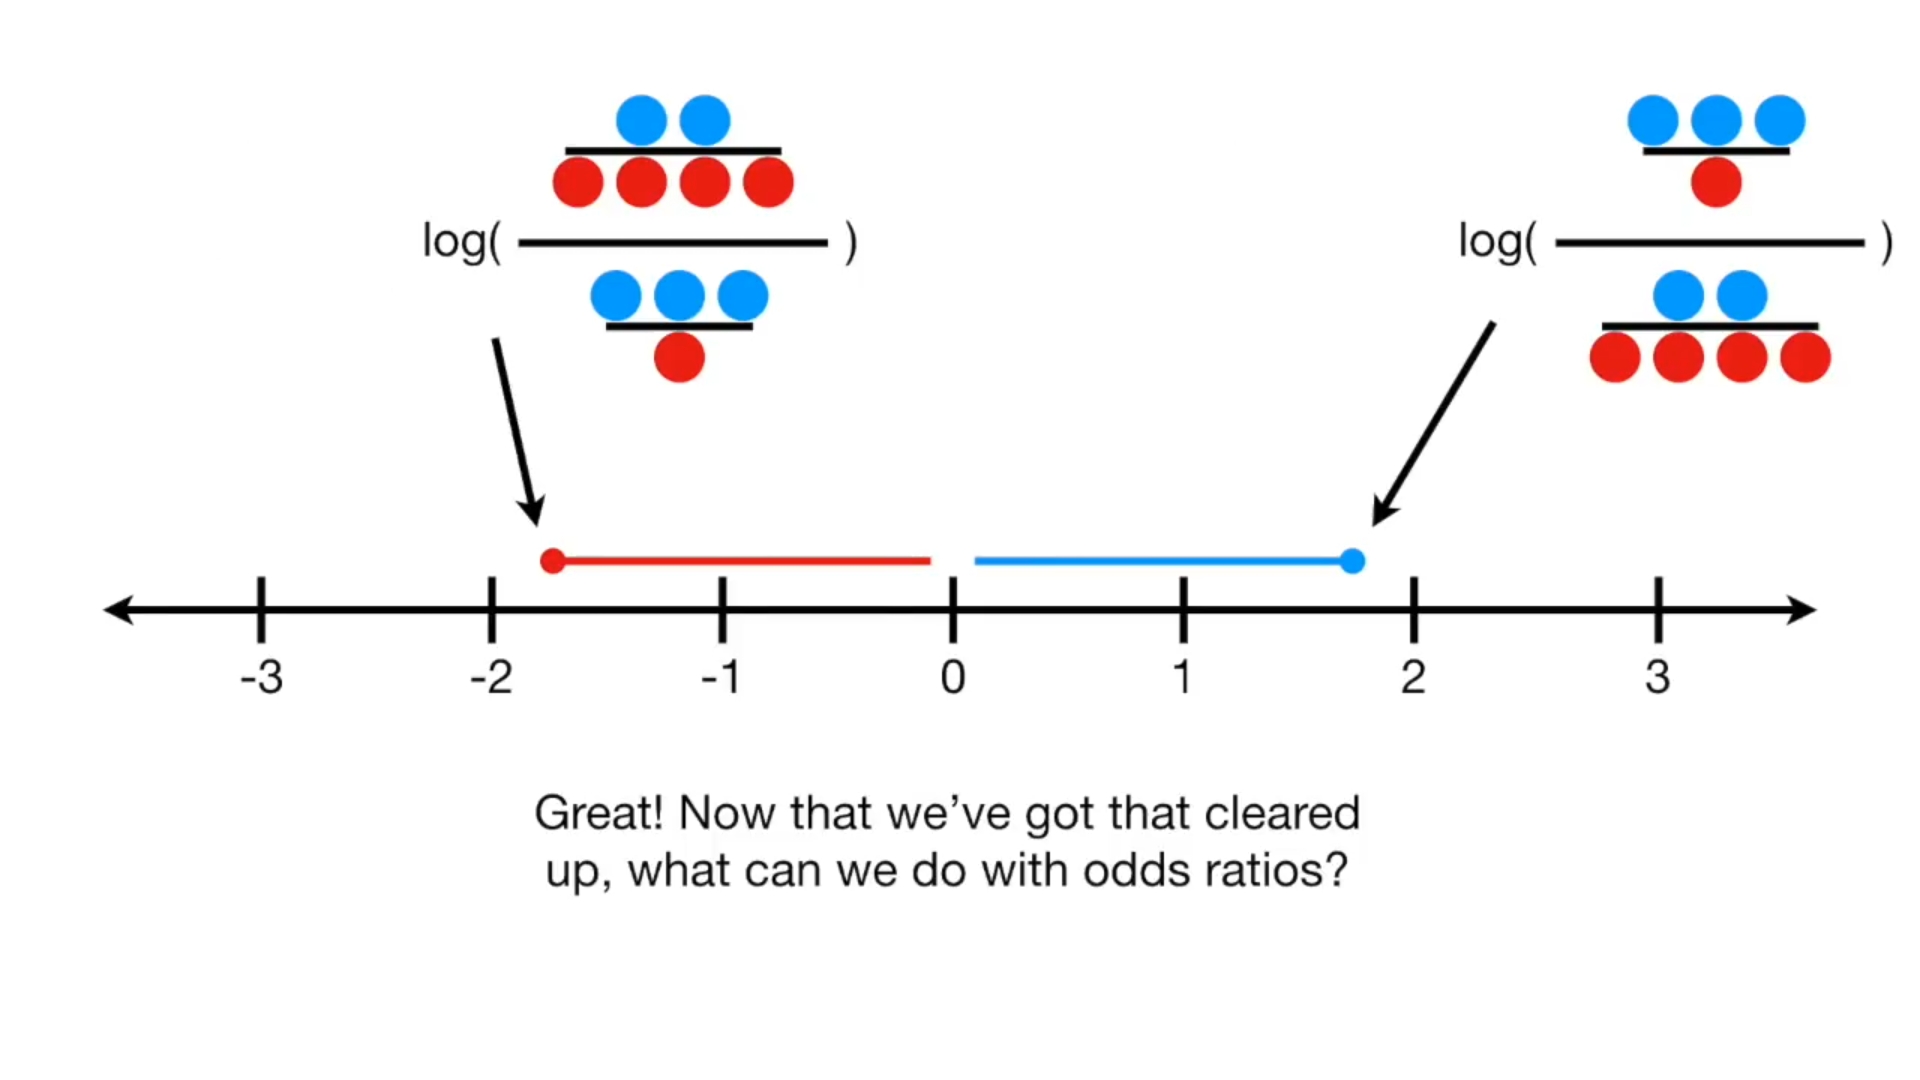 log( )
log( )
-3 -2 -1 0 1 2 3
Great! Now that we’ve got that cleared
up, what can we do with odds ratios?